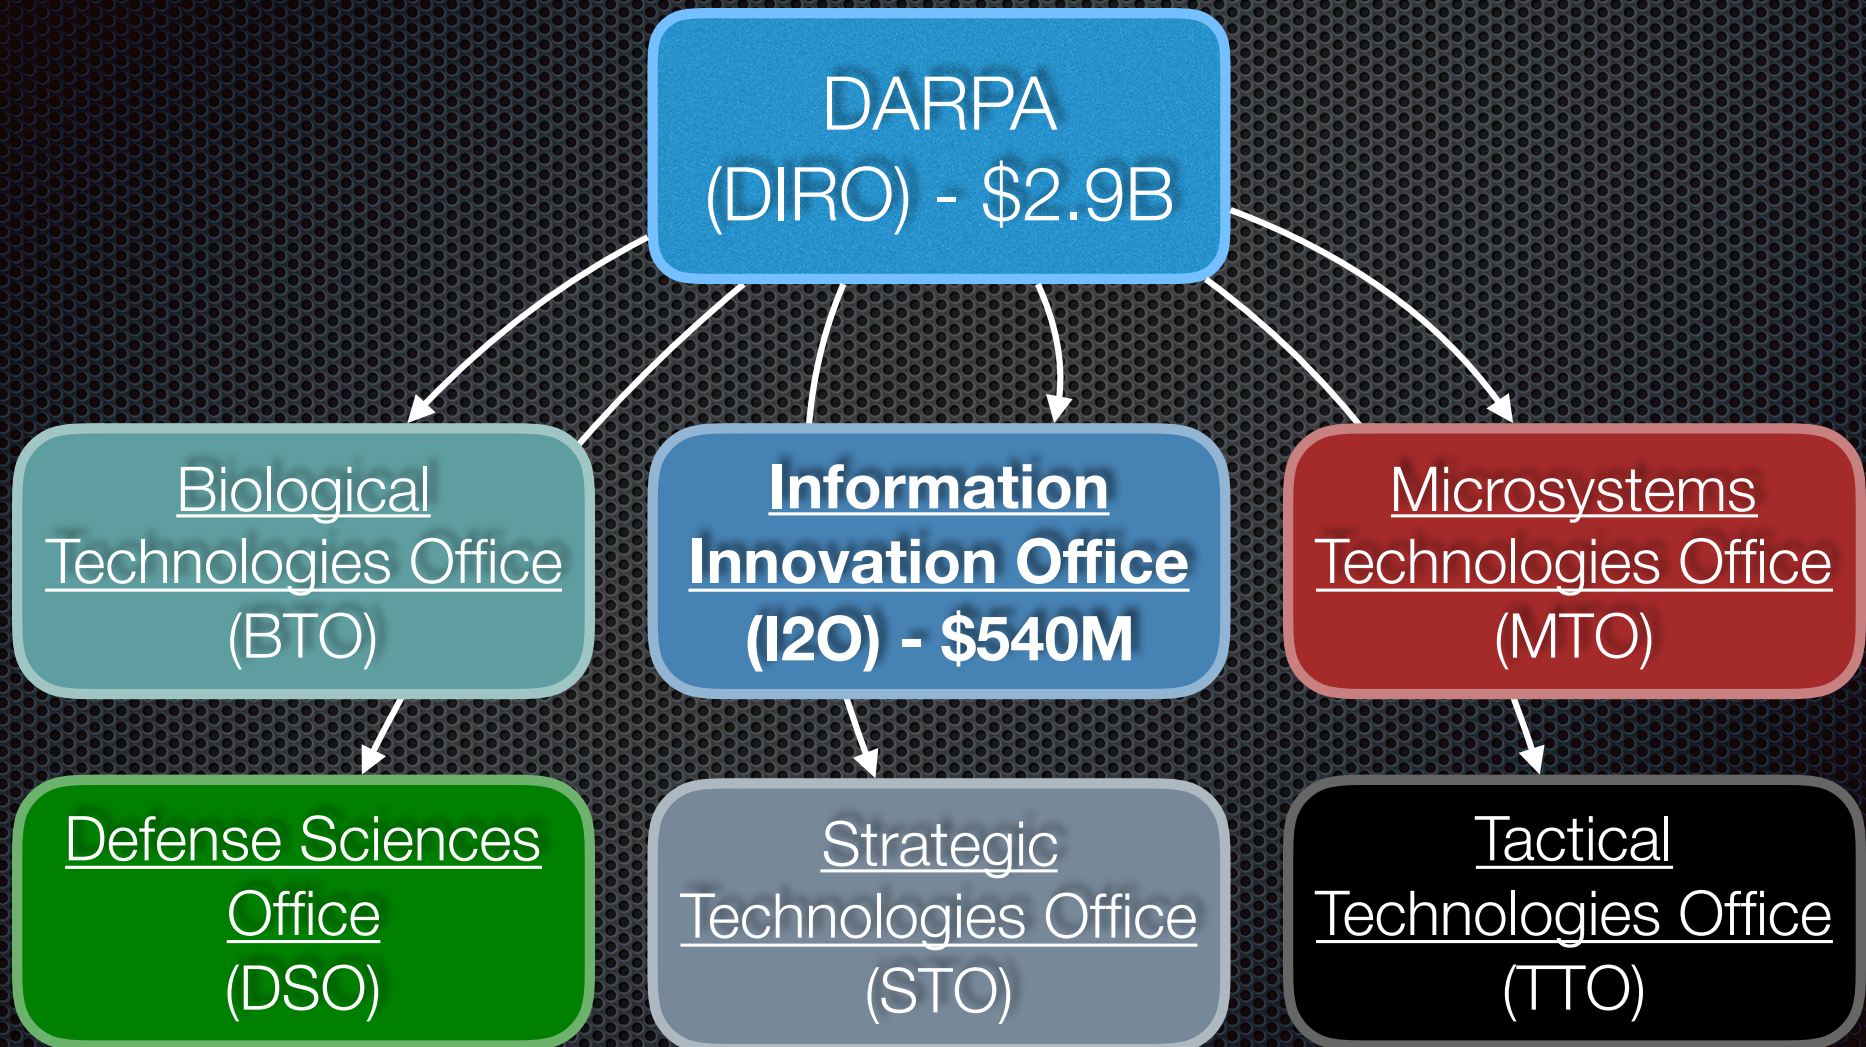 DARPA
(DIRO) - $2.9B
Biological
Technologies Office
(BTO)
Information
Innovation Office
(I2O) - $540M
Microsystems
Technologies Office
(MTO)
Defense Sciences
Office
(DSO)
Strategic
Technologies Office
(STO)
Tactical
Technologies Office
(TTO)